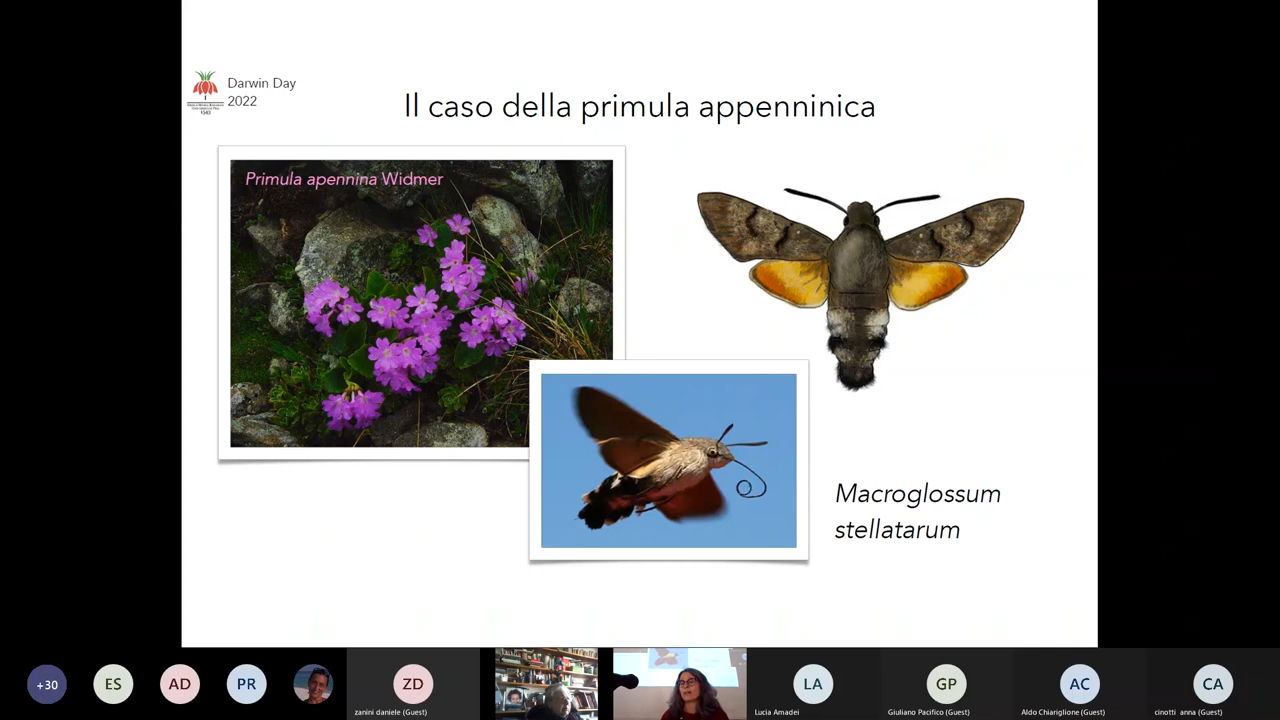 Darwin Day
2022
1543
Il caso della primula appenninica
Primula apennina Widmer
Macroglossum
stellatarum
+30
ES
AD
PR
ZD
LA
GP
AC
CA
zanini daniele (Guest)
Lucia Amadei
Giuliano Pacifico (Guest)
Aldo Chiariglione (Guest)
cinotti anna (Guest)